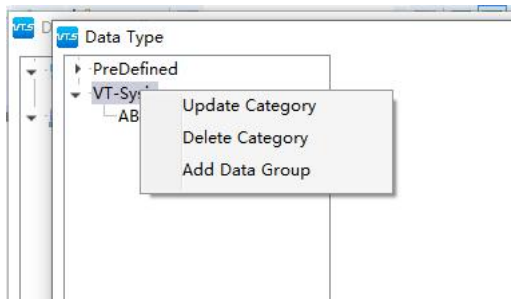 VTS D
VTS Data Type
PreDefined
VT-Sys
Update Category
AB
Delete Category
Add Data Group